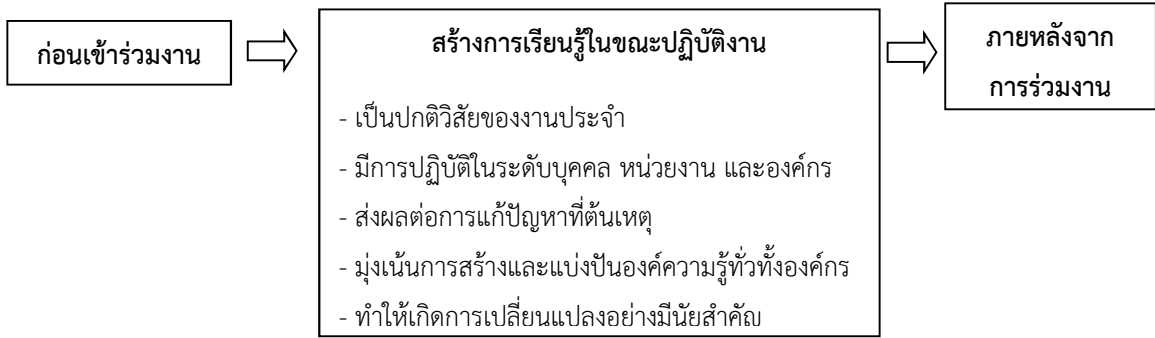 ก่อนเข้าร่วมงาน
สร้างการเรียนรู้ในขณะปฏิบัติงาน
- เป็นปกติวิสัยของงานประจำ
- มีการปฏิบัติในระดับบุคคล หน่วยงาน และองค์กร
- ส่งผลต่อการแก้ปัญหาที่ต้นเหตุ
- มุ่งเน้นการสร้างและแบ่งปันองค์ความรู้ทั่วทั้งองค์กร
- ทำให้เกิดการเปลี่ยนแปลงอย่างมีนัยสำคัญ
ภายหลังจาก
การร่วมงาน